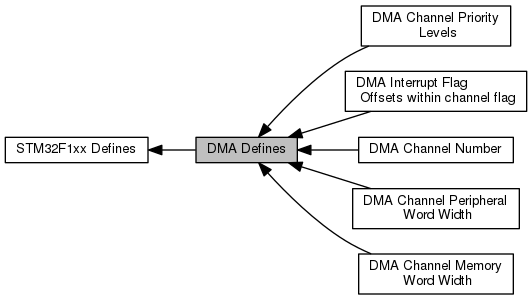 DMA Channel Priority
Levels
DMA Interrupt Flag
Offsets within channel flag
STM32F1xx Defines
DMA Defines
DMA Channel Number
DMA Channel Peripheral
Word Width
DMA Channel Memory
Word Width